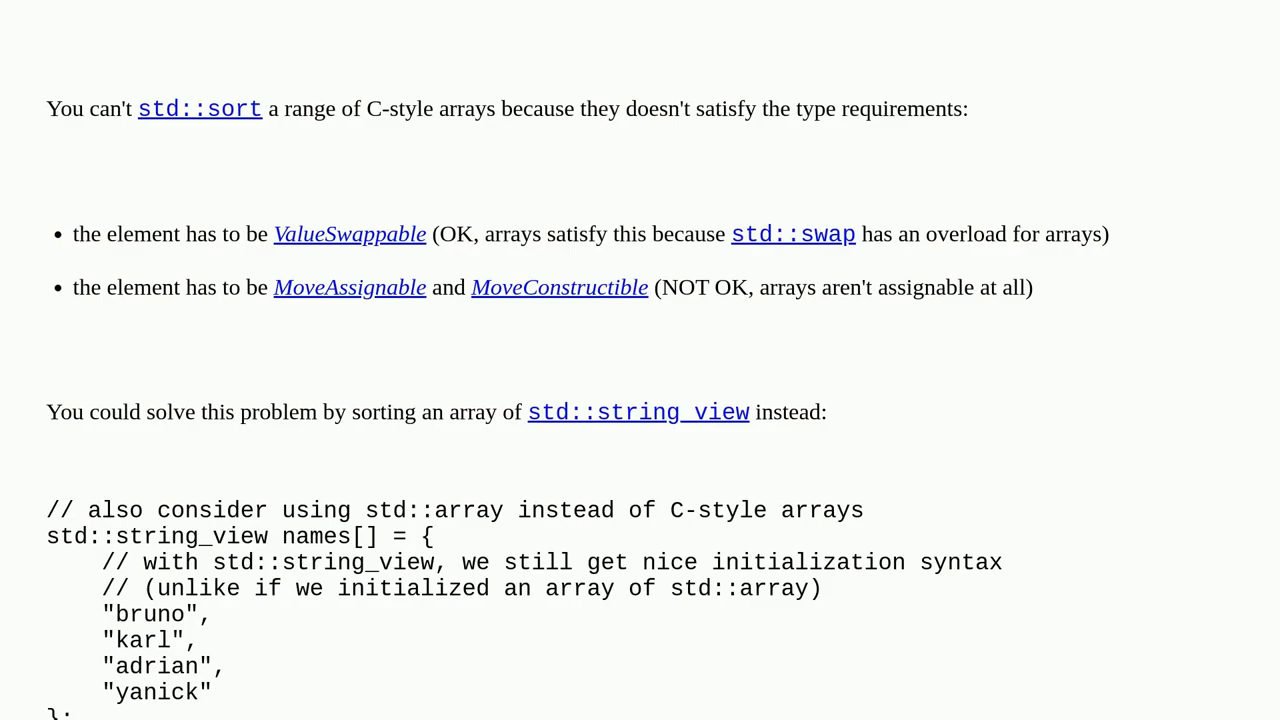 You can't std::sort a range of C-style arrays because they doesn't satisfy the type requirements:
• the element has to be ValueSwappable (OK, arrays satisfy this because std::swap has an overload for arrays)
• the element has to be MoveAssignable and MoveConstructible (NOT OK, arrays aren't assignable at all)
You could solve this problem by sorting an array of std::string_view instead:
// also consider using std::array instead of C-style arrays
std::string_view names[] = {
    // with std::string_view, we still get nice initialization syntax
    // (unlike if we initialized an array of std::array)
    "bruno",
    "karl",
    "adrian",
    "yanick"
};